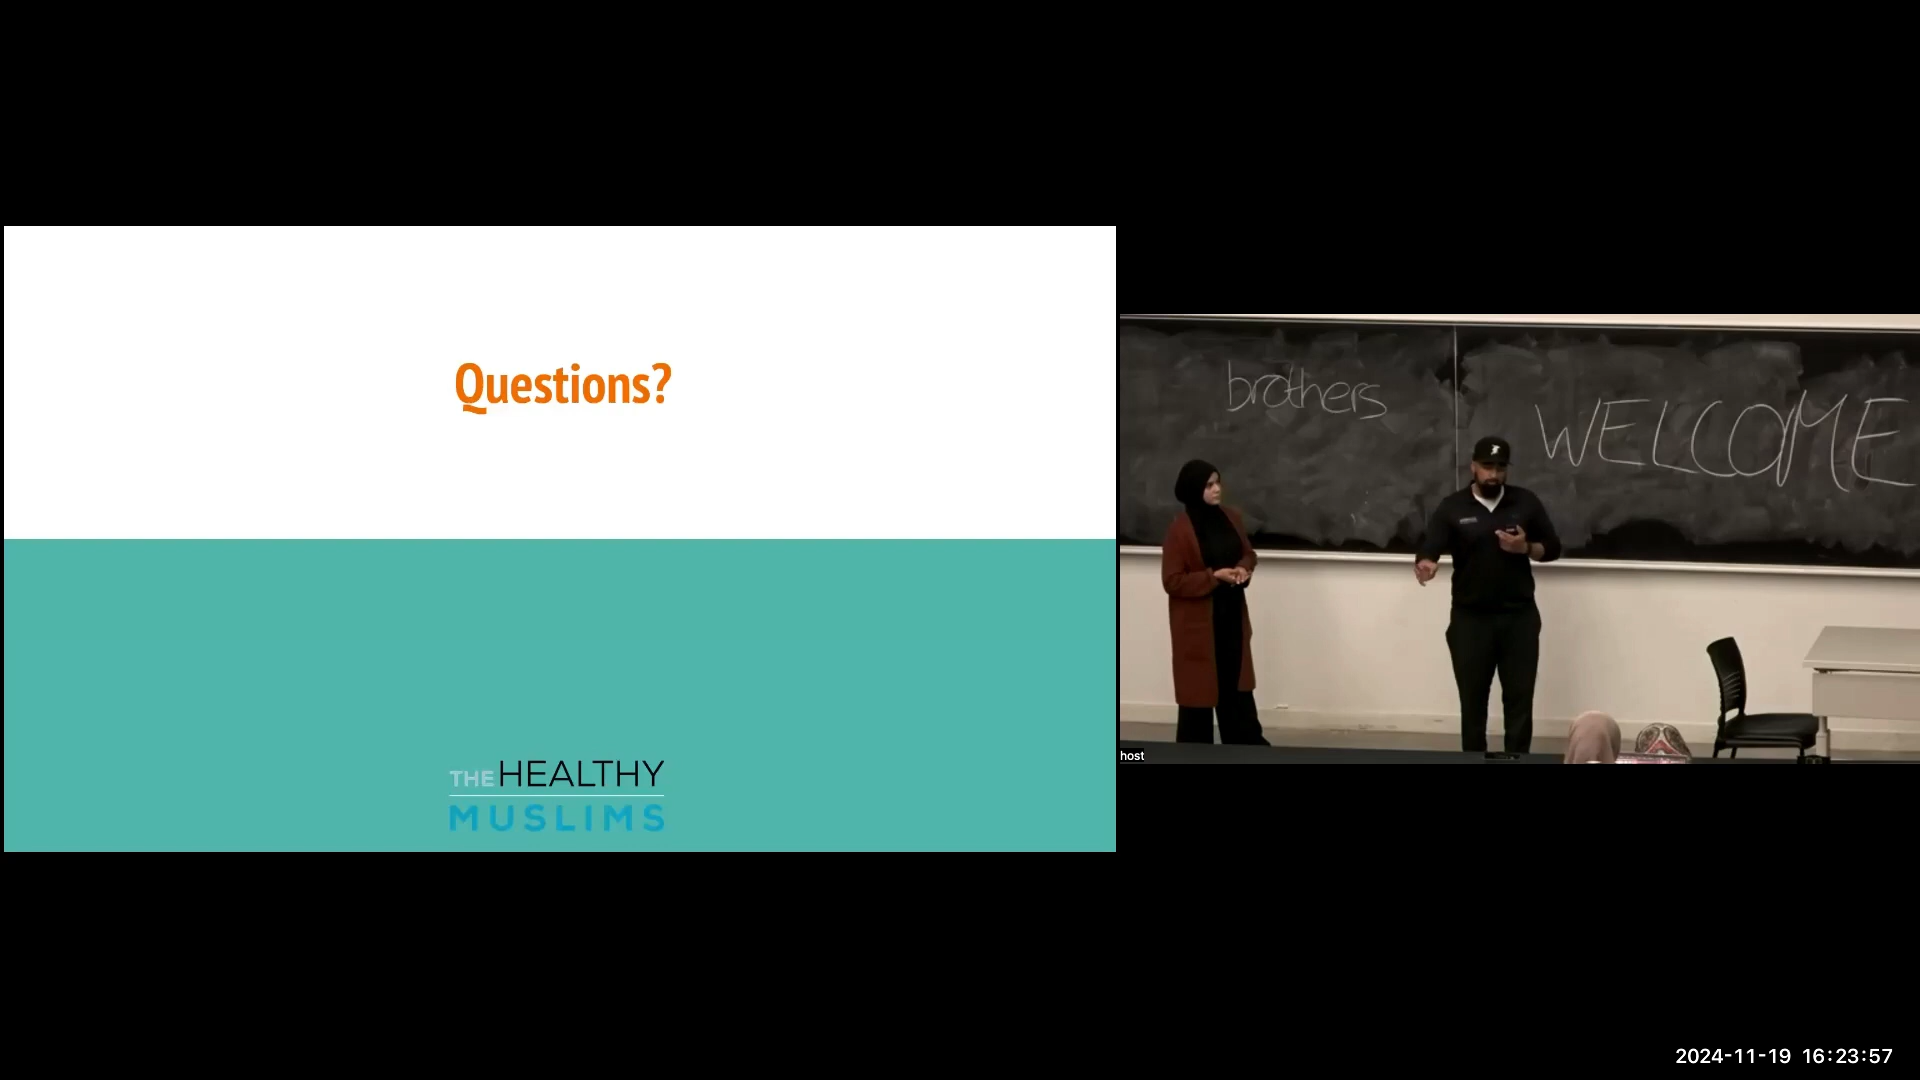 Questions?
THE HEALTHY
MUSLIMS
brothers
WELCOME
host
2024-11-19 16:23:57